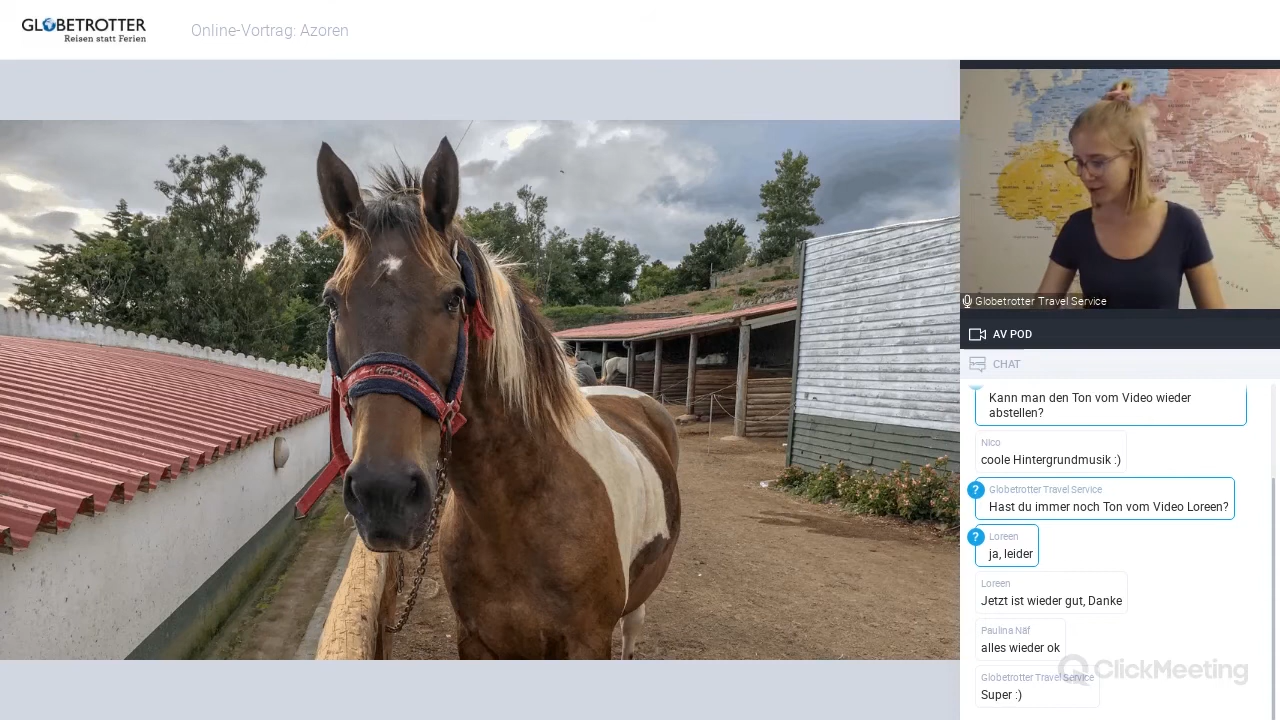 GLOBETROTTER
Reisen statt Ferien
Online-Vortrag: Azoren
Globetrotter Travel Service
AV POD
CHAT
Kann man den Ton vom Video wieder
abstellen?
Nico
coole Hintergrundmusik :)
?
Globetrotter Travel Service
Hast du immer noch Ton vom Video Loreen?
?
Loreen
ja, leider
Loreen
Jetzt ist wieder gut, Danke
Paulina Näf
alles wieder ok
ClickMeeting
Globetrotter Travel Service
Super :)